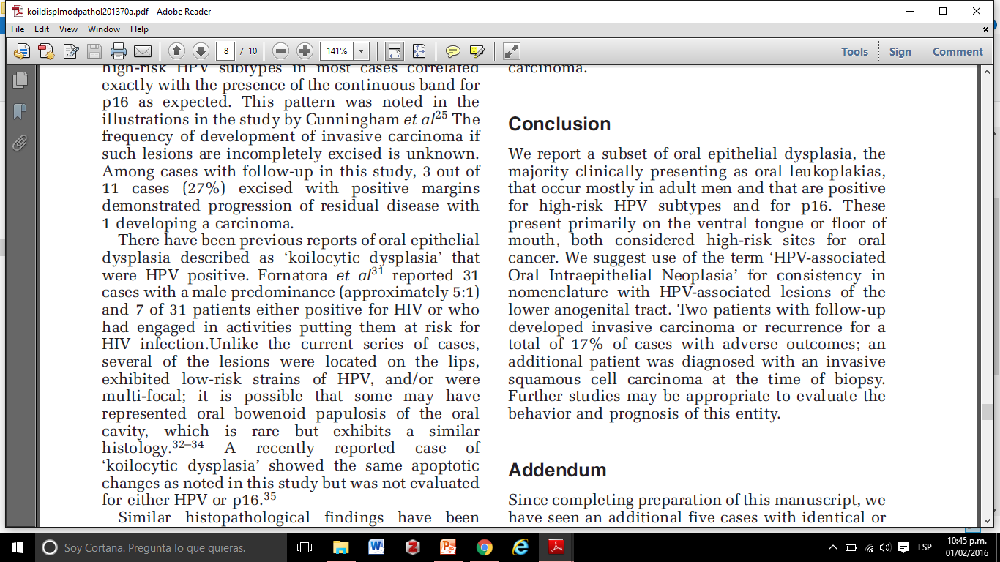 koildisplmodpathol201370a.pdf - Adobe Reader
File Edit View Window Help
8 / 10
141%
Tools Sign Comment
high-risk HPV subtypes in most cases correlated
exactly with the presence of the continuous band for
p16 as expected. This pattern was noted in the
illustrations in the study by Cunningham et al25 The
frequency of development of invasive carcinoma if
such lesions are incompletely excised is unknown.
Among cases with follow-up in this study, 3 out of
11 cases (27%) excised with positive margins
demonstrated progression of residual disease with
1 developing a carcinoma.
There have been previous reports of oral epithelial
dysplasia described as ‘koilocytic dysplasia’ that
were HPV positive. Fornatora et al31 reported 31
cases with a male predominance (approximately 5:1)
and 7 of 31 patients either positive for HIV or who
had engaged in activities putting them at risk for
HIV infection.Unlike the current series of cases,
several of the lesions were located on the lips,
exhibited low-risk strains of HPV, and/or were
multi-focal; it is possible that some may have
represented oral bowenoid papulosis of the oral
cavity, which is rare but exhibits a similar
histology.32–34 A recently reported case of
‘koilocytic dysplasia’ showed the same apoptotic
changes as noted in this study but was not evaluated
for either HPV or p16.35
Similar histopathological findings have been
carcinoma.
Conclusion
We report a subset of oral epithelial dysplasia, the
majority clinically presenting as oral leukoplakias,
that occur mostly in adult men and that are positive
for high-risk HPV subtypes and for p16. These
present primarily on the ventral tongue or floor of
mouth, both considered high-risk sites for oral
cancer. We suggest use of the term ‘HPV-associated
Oral Intraepithelial Neoplasia’ for consistency in
nomenclature with HPV-associated lesions of the
lower anogenital tract. Two patients with follow-up
developed invasive carcinoma or recurrence for a
total of 17% of cases with adverse outcomes; an
additional patient was diagnosed with an invasive
squamous cell carcinoma at the time of biopsy.
Further studies may be appropriate to evaluate the
behavior and prognosis of this entity.
Addendum
Since completing preparation of this manuscript, we
have seen an additional five cases with identical or
Soy Cortana. Pregunta lo que quieras.
ESP
10:45 p.m.
01/02/2016